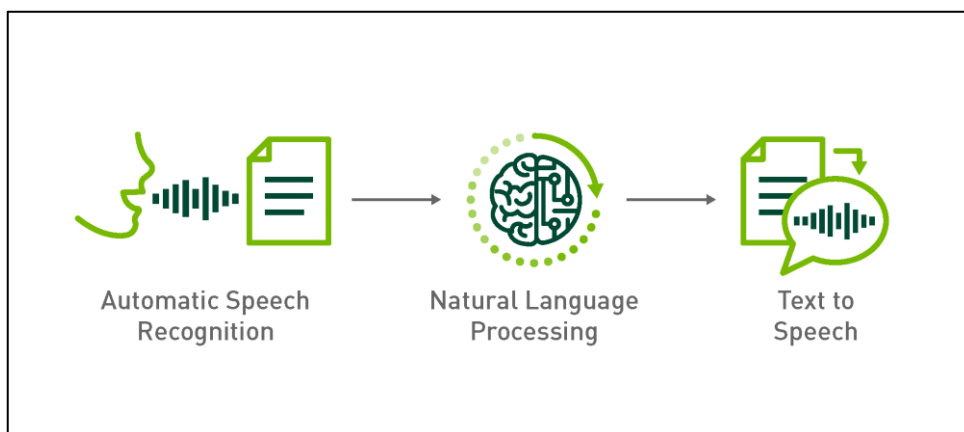 Automatic Speech
Recognition
Natural Language
Processing
Text to
Speech